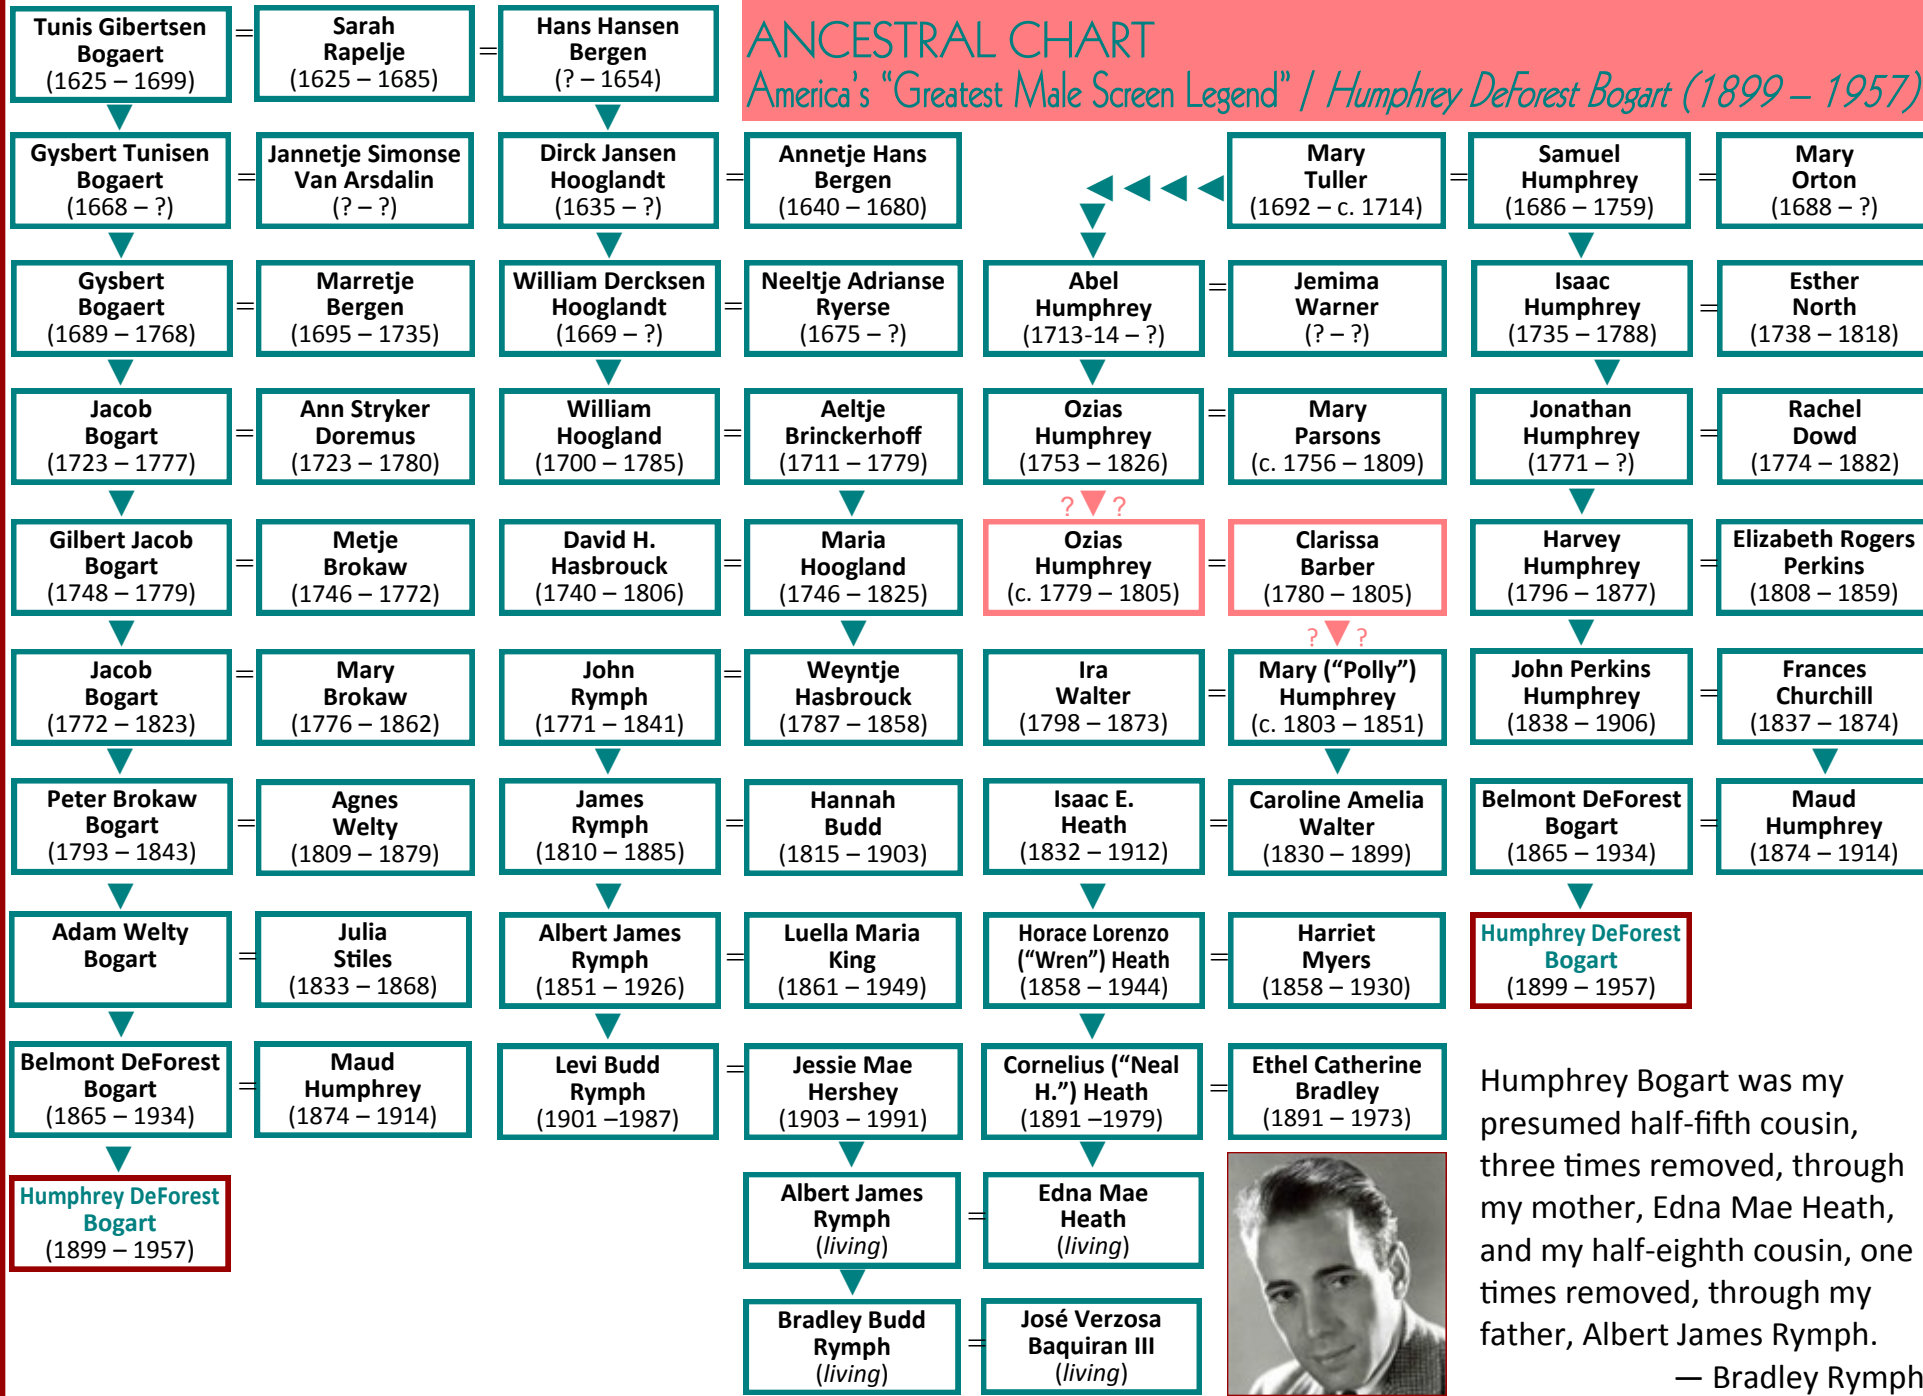 ANCESTRAL CHART
America's “Greatest Male Screen Legend” / Humphrey DeForest Bogart (1899 – 1957)
Tunis Gibertsen
Bogaert
(1625 – 1699)
=
Sarah
Rapelje
(1625 – 1685)
=
Hans Hansen
Bergen
(? – 1654)
Gysbert Tunisen
Bogaert
(1668 – ?)
=
Jannetje Simonse
Van Arsdalin
(? – ?)
Dirck Jansen
Hooglandt
(1635 – ?)
=
Annetje Hans
Bergen
(1640 – 1680)
Mary
Tuller
(1692 – c. 1714)
=
Samuel
Humphrey
(1686 – 1759)
=
Mary
Orton
(1688 – ?)
Gysbert
Bogaert
(1689 – 1768)
=
Marretje
Bergen
(1695 – 1735)
William Dercksen
Hooglandt
(1669 – ?)
=
Neeltje Adrianse
Ryerse
(1675 – ?)
Abel
Humphrey
(1713-14 – ?)
=
Jemima
Warner
(? – ?)
Isaac
Humphrey
(1735 – 1788)
=
Esther
North
(1738 – 1818)
Jacob
Bogart
(1723 – 1777)
=
Ann Stryker
Doremus
(1723 – 1780)
William
Hoogland
(1700 – 1785)
=
Aeltje
Brinckerhoff
(1711 – 1779)
Ozias
Humphrey
(1753 – 1826)
=
Mary
Parsons
(c. 1756 – 1809)
Jonathan
Humphrey
(1771 – ?)
=
Rachel
Dowd
(1774 – 1882)
? ?
Gilbert Jacob
Bogart
(1748 – 1779)
=
Metje
Brokaw
(1746 – 1772)
David H.
Hasbrouck
(1740 – 1806)
=
Maria
Hoogland
(1746 – 1825)
Ozias
Humphrey
(c. 1779 – 1805)
=
Clarissa
Barber
(1780 – 1805)
Harvey
Humphrey
(1796 – 1877)
=
Elizabeth Rogers
Perkins
(1808 – 1859)
? ?
Jacob
Bogart
(1772 – 1823)
=
Mary
Brokaw
(1776 – 1862)
John
Rymph
(1771 – 1841)
=
Weyntje
Hasbrouck
(1787 – 1858)
Ira
Walter
(1798 – 1873)
=
Mary (“Polly”)
Humphrey
(c. 1803 – 1851)
John Perkins
Humphrey
(1838 – 1906)
=
Frances
Churchill
(1837 – 1874)
Peter Brokaw
Bogart
(1793 – 1843)
=
Agnes
Welty
(1809 – 1879)
James
Rymph
(1810 – 1885)
=
Hannah
Budd
(1815 – 1903)
Isaac E.
Heath
(1832 – 1912)
=
Caroline Amelia
Walter
(1830 – 1899)
Belmont DeForest
Bogart
(1865 – 1934)
=
Maud
Humphrey
(1874 – 1914)
Adam Welty
Bogart
=
Julia
Stiles
(1833 – 1868)
Albert James
Rymph
(1851 – 1926)
=
Luella Maria
King
(1861 – 1949)
Horace Lorenzo
(“Wren”) Heath
(1858 – 1944)
=
Harriet
Myers
(1858 – 1930)
Humphrey DeForest
Bogart
(1899 – 1957)
Belmont DeForest
Bogart
(1865 – 1934)
=
Maud
Humphrey
(1874 – 1914)
Levi Budd
Rymph
(1901 –1987)
=
Jessie Mae
Hershey
(1903 – 1991)
Cornelius (“Neal
H.”) Heath
(1891 –1979)
=
Ethel Catherine
Bradley
(1891 – 1973)
Humphrey DeForest
Bogart
(1899 – 1957)
Albert James
Rymph
(living)
=
Edna Mae
Heath
(living)
Bradley Budd
Rymph
(living)
=
José Verzosa
Baquiran III
(living)
Humphrey Bogart was my
presumed half-fifth cousin,
three times removed, through
my mother, Edna Mae Heath,
and my half-eighth cousin, one
times removed, through my
father, Albert James Rymph.
— Bradley Rymph